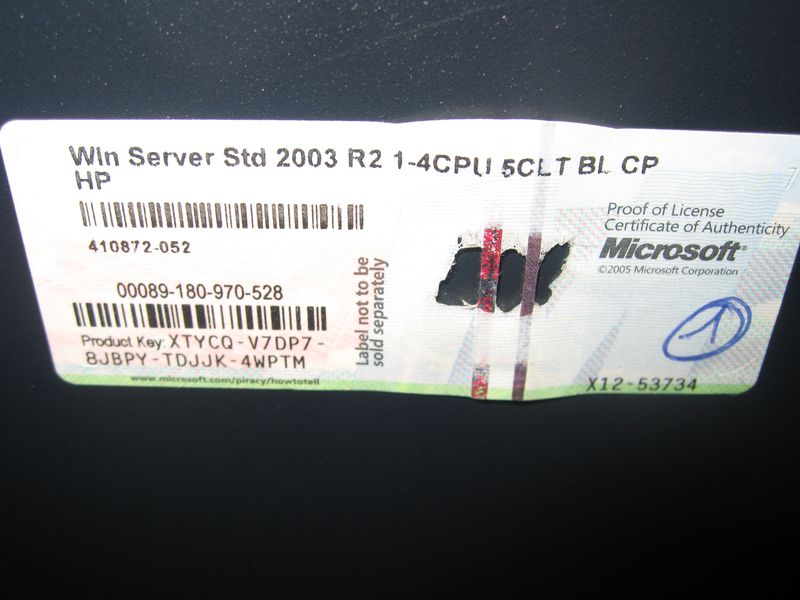 Win Server Std 2003 R2 1-4CPU 5CLT BL CP
HP
410872-052
00089-180-970-528
Product Key: XTYCQ-V7DP7-
8JBPY-TDJJK-4WPTM
www.microsoft.com/piracy/howtotell
Label not to be
sold separately
Proof of License
Certificate of Authenticity
Microsoft®
©2005 Microsoft Corporation
1
X12-53734